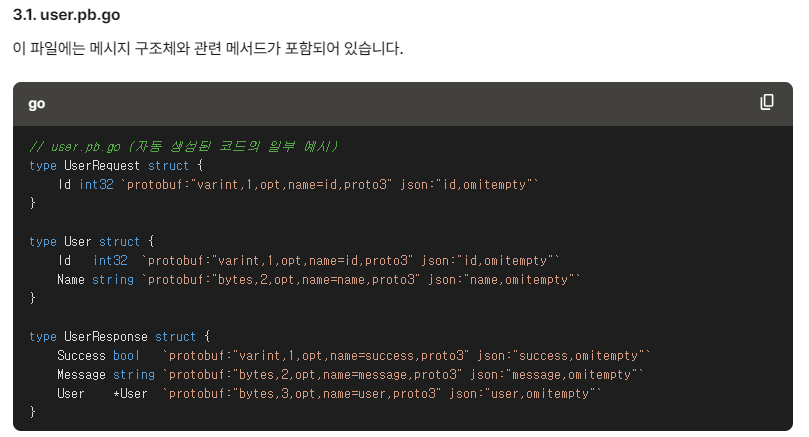 3.1. user.pb.go
이 파일에는 메시지 구조체와 관련 메서드가 포함되어 있습니다.
go
// user.pb.go (자동 생성된 코드의 일부 예시)
type UserRequest struct {
    Id int32 `protobuf:"varint,1,opt,name=id,proto3" json:"id,omitempty"`
}

type User struct {
    Id   int32  `protobuf:"varint,1,opt,name=id,proto3" json:"id,omitempty"`
    Name string `protobuf:"bytes,2,opt,name=name,proto3" json:"name,omitempty"`
}

type UserResponse struct {
    Success bool   `protobuf:"varint,1,opt,name=success,proto3" json:"success,omitempty"`
    Message string `protobuf:"bytes,2,opt,name=message,proto3" json:"message,omitempty"`
    User    *User  `protobuf:"bytes,3,opt,name=user,proto3" json:"user,omitempty"`
}